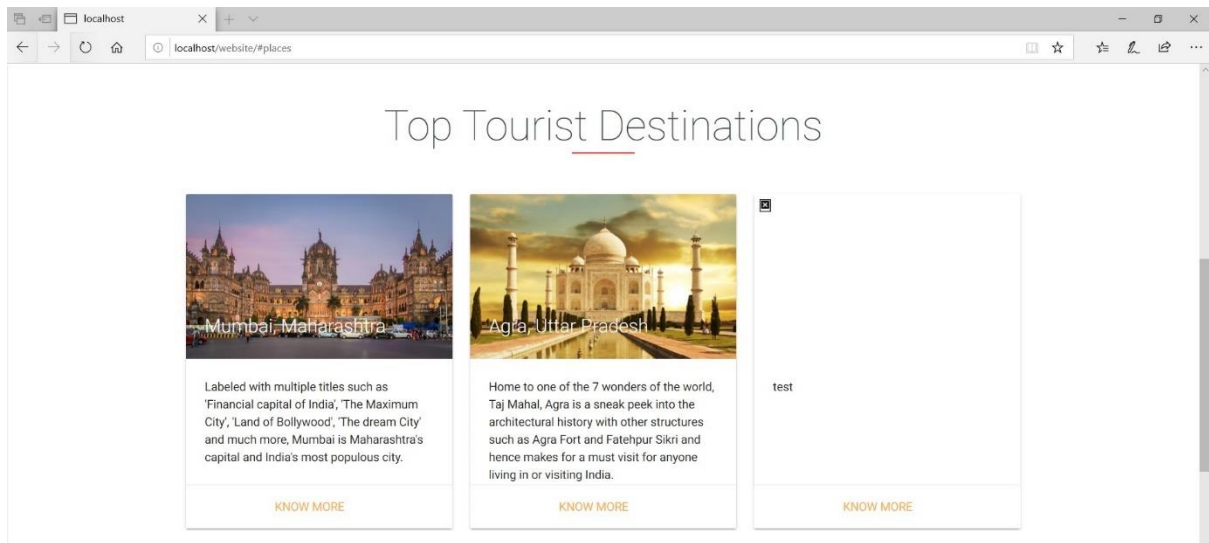 localhost
localhost/website/#places
Top Tourist Destinations
Mumbai, Maharashtra
Labeled with multiple titles such as
'Financial capital of India', 'The Maximum
City', 'Land of Bollywood', 'The dream City'
and much more, Mumbai is Maharashtra's
capital and India's most populous city.
KNOW MORE
Agra, Uttar Pradesh
Home to one of the 7 wonders of the world,
Taj Mahal, Agra is a sneak peek into the
architectural history with other structures
such as Agra Fort and Fatehpur Sikri and
hence makes for a must visit for anyone
living in or visiting India.
KNOW MORE
test
KNOW MORE